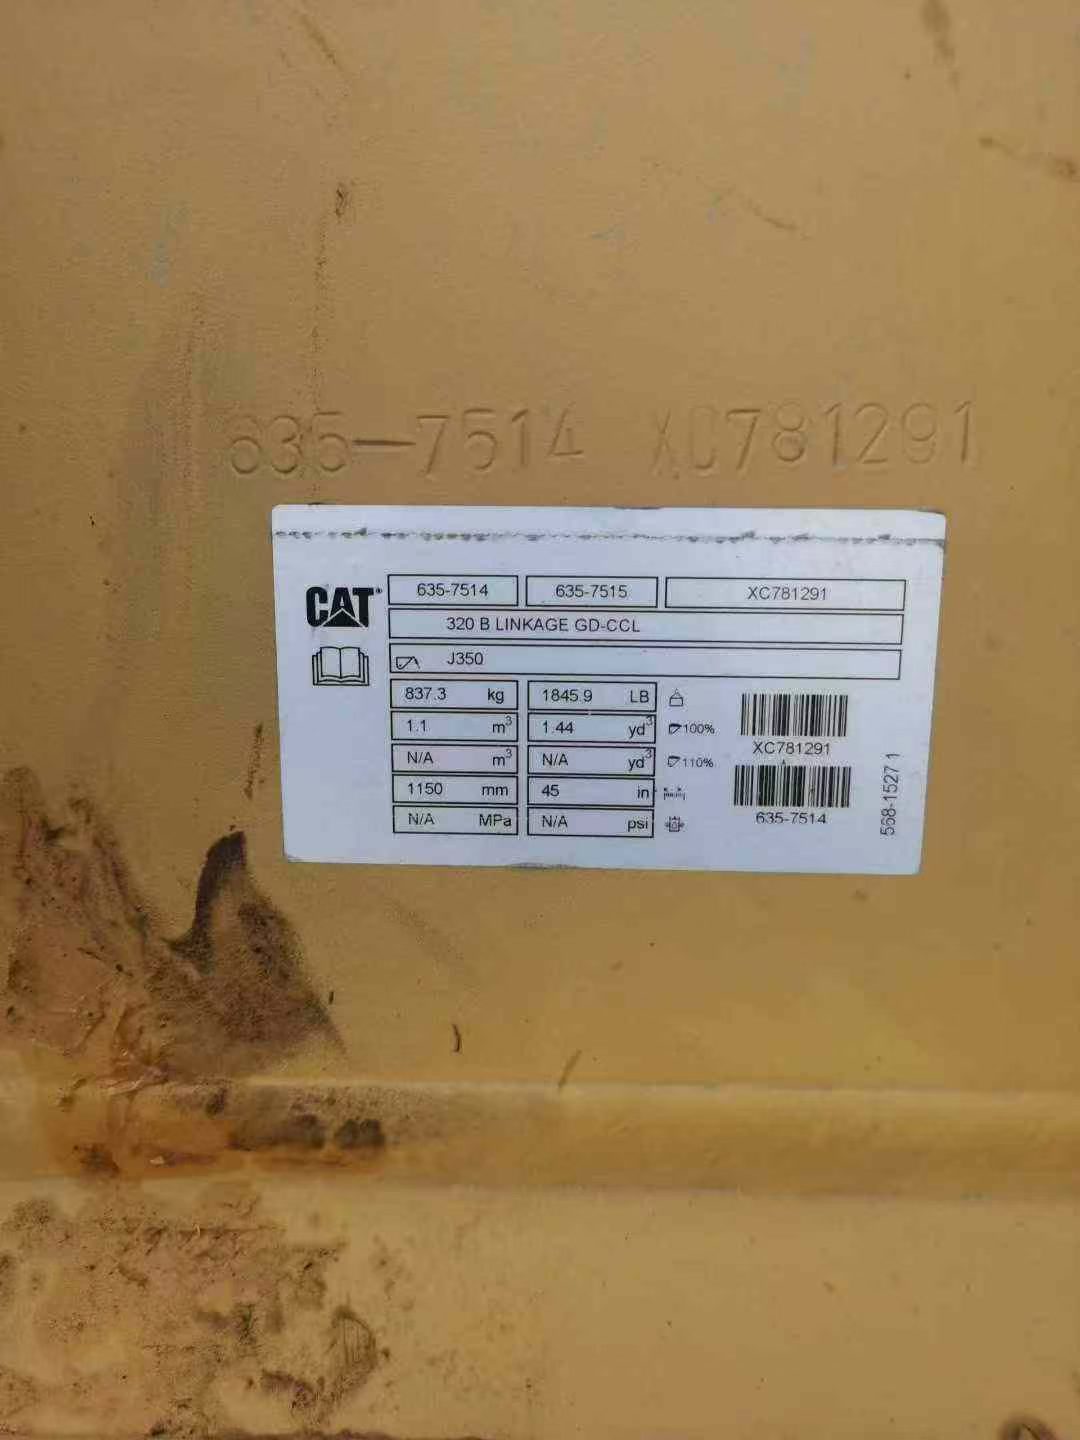 635-7514 XC781291
CAT®
635-7514 635-7515 XC781291
320 B LINKAGE GD-CCL
J350
837.3 kg 1845.9 LB
1.1 m³ 1.44 yd³ 100%
N/A m³ N/A yd³ 110%
1150 mm 45 in
N/A MPa N/A psi
XC781291
635-7514
568-1527 1